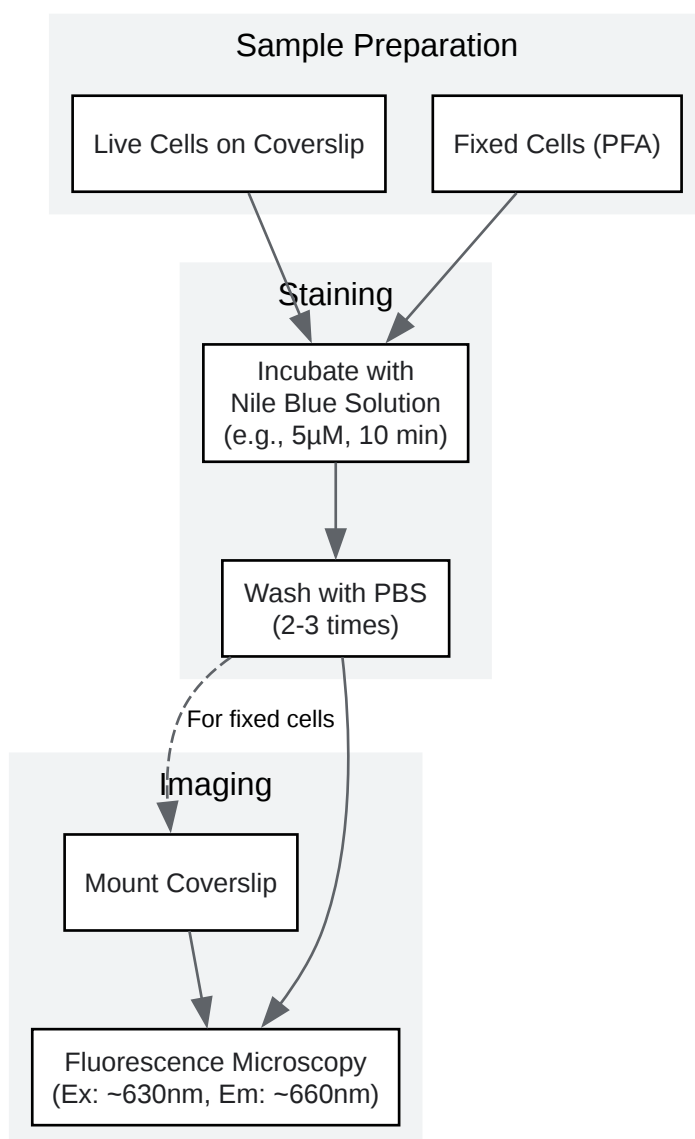 Sample Preparation
Live Cells on Coverslip
Fixed Cells (PFA)
Staining
Incubate with
Nile Blue Solution
(e.g., 5µM, 10 min)
Wash with PBS
(2-3 times)
For fixed cells
Imaging
Mount Coverslip
Fluorescence Microscopy
(Ex: ~630nm, Em: ~660nm)